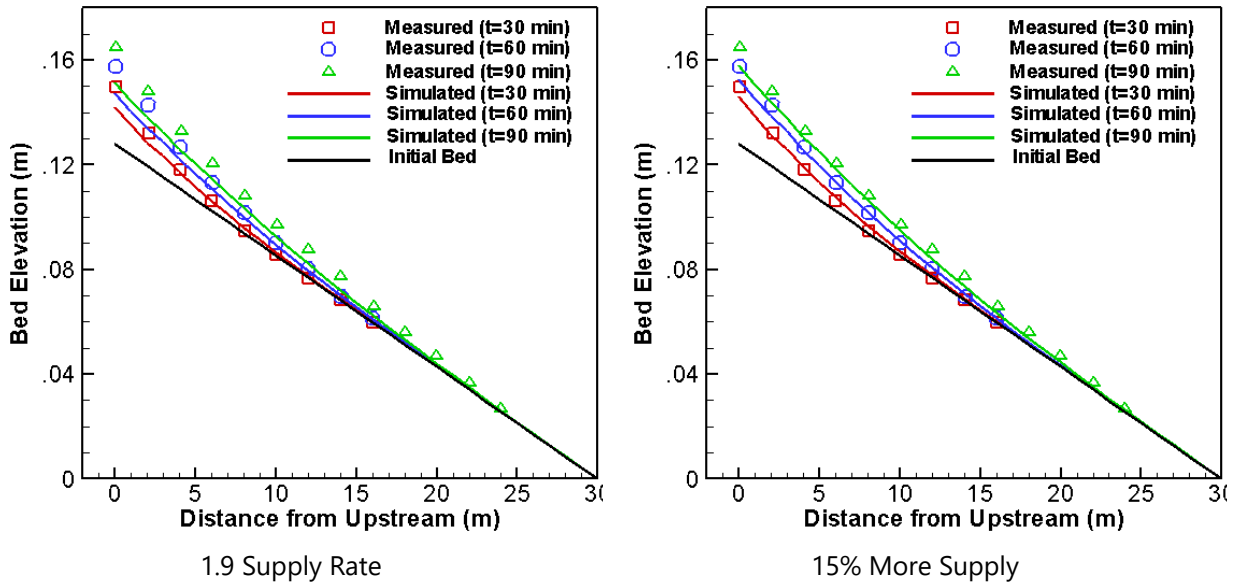 Measured (t=30 min)
Measured (t=60 min)
Measured (t=90 min)
Simulated (t=30 min)
Simulated (t=60 min)
Simulated (t=90 min)
Initial Bed
.16
.12
.08
.04
0
Bed Elevation (m)
0 5 10 15 20 25 30
Distance from Upstream (m)
1.9 Supply Rate
Measured (t=30 min)
Measured (t=60 min)
Measured (t=90 min)
Simulated (t=30 min)
Simulated (t=60 min)
Simulated (t=90 min)
Initial Bed
.16
.12
.08
.04
0
Bed Elevation (m)
0 5 10 15 20 25 30
Distance from Upstream (m)
15% More Supply